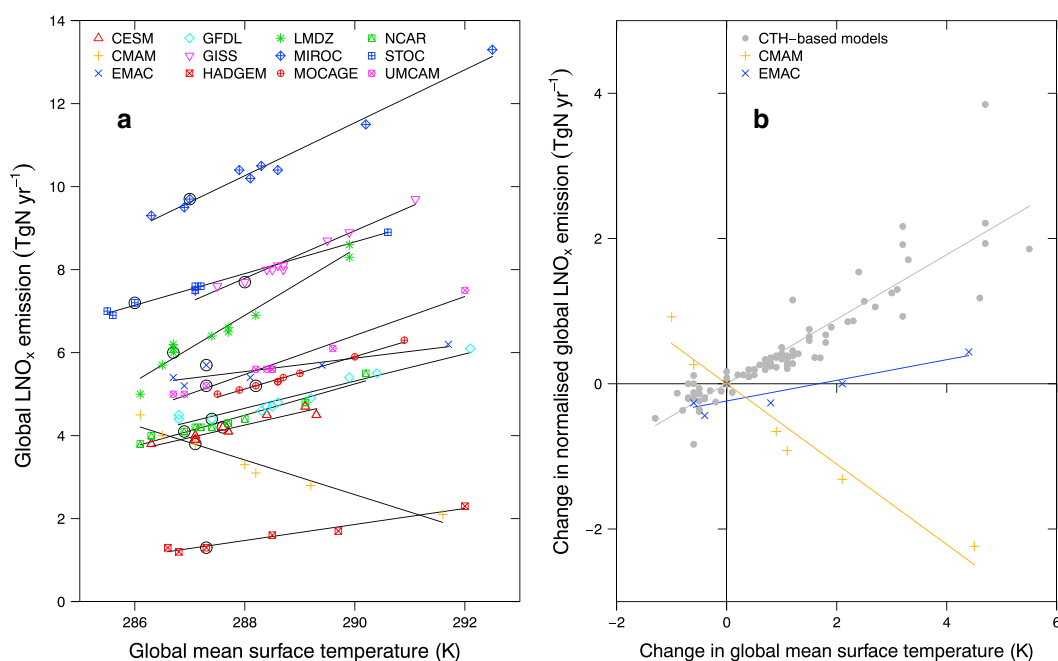 a
CESM GFDL LMDZ NCAR
CMAM GISS MIROC STOC
EMAC HADGEM MOCAGE UMCAM
14
12
10
8
6
4
2
0
286 288 290 292
Global LNOx emission (TgN yr−1)
Global mean surface temperature (K)
b
CTH-based models
CMAM
EMAC
4
2
0
−2
−2 0 2 4 6
Change in normalised global LNOx emission (TgN yr−1)
Change in global mean surface temperature (K)